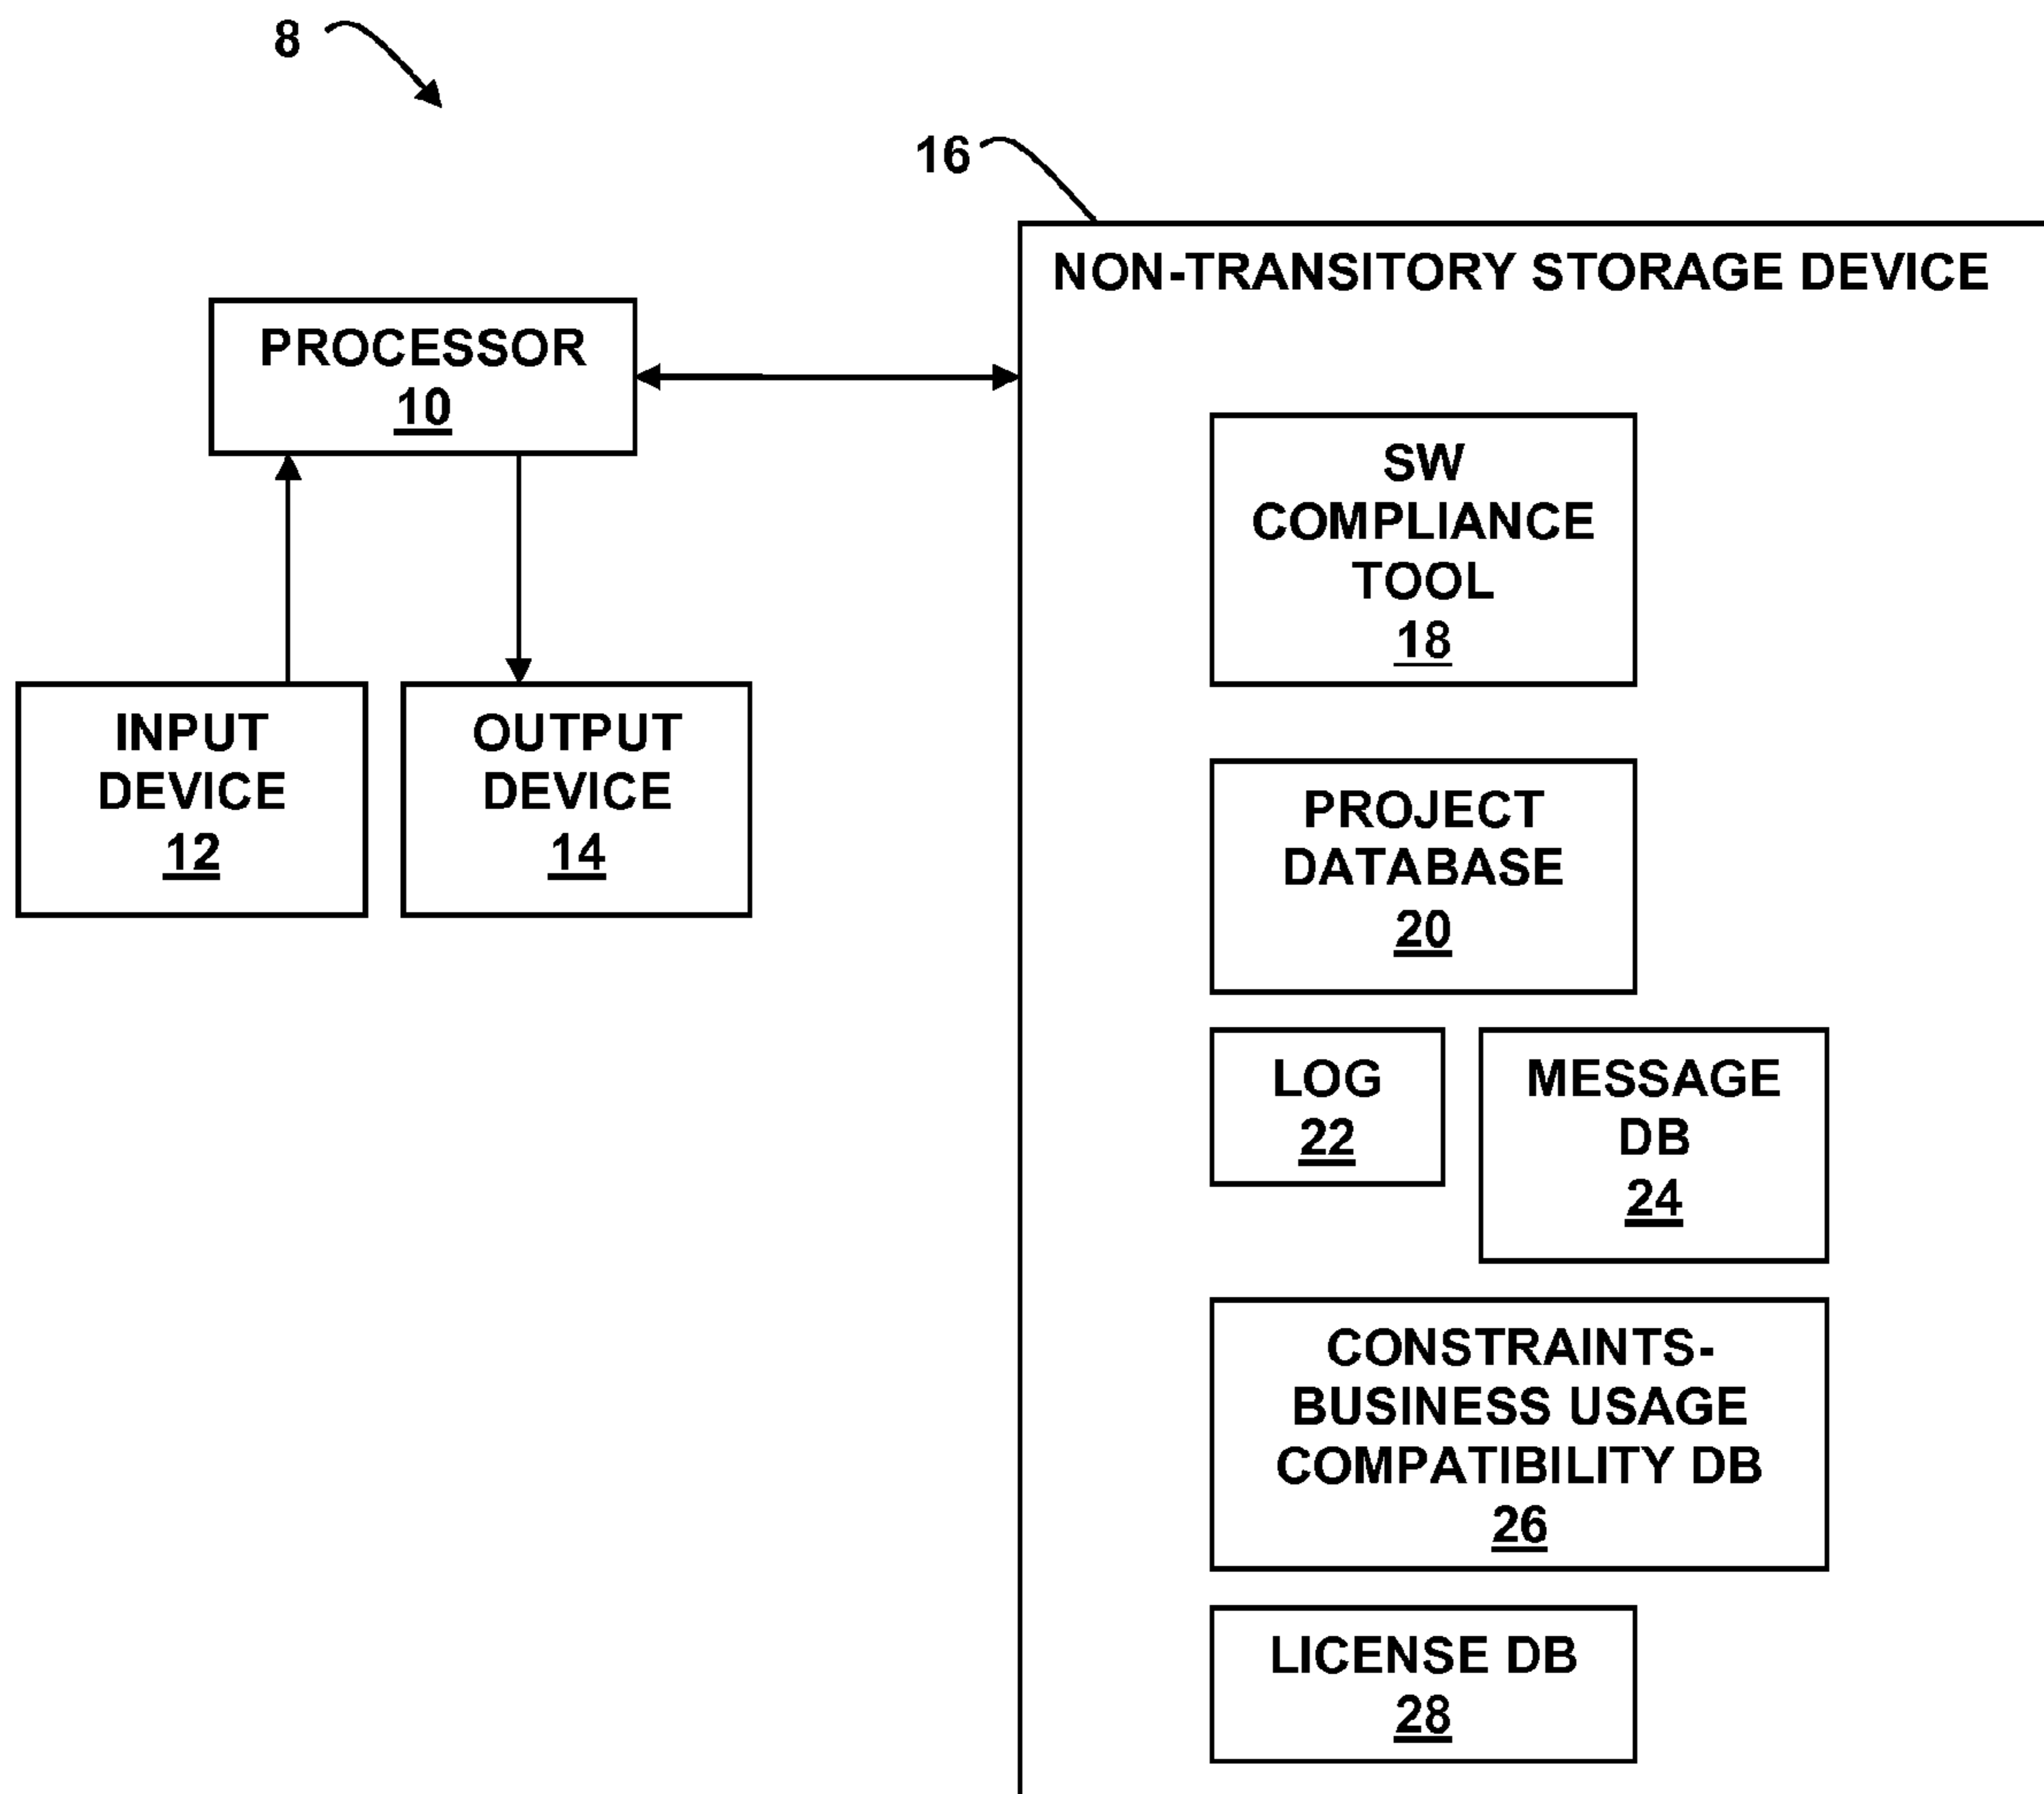 8
16
NON-TRANSITORY STORAGE DEVICE
PROCESSOR
10
INPUT
DEVICE
12
OUTPUT
DEVICE
14
SW
COMPLIANCE
TOOL
18
PROJECT
DATABASE
20
LOG
22
MESSAGE
DB
24
CONSTRAINTS-
BUSINESS USAGE
COMPATIBILITY DB
26
LICENSE DB
28